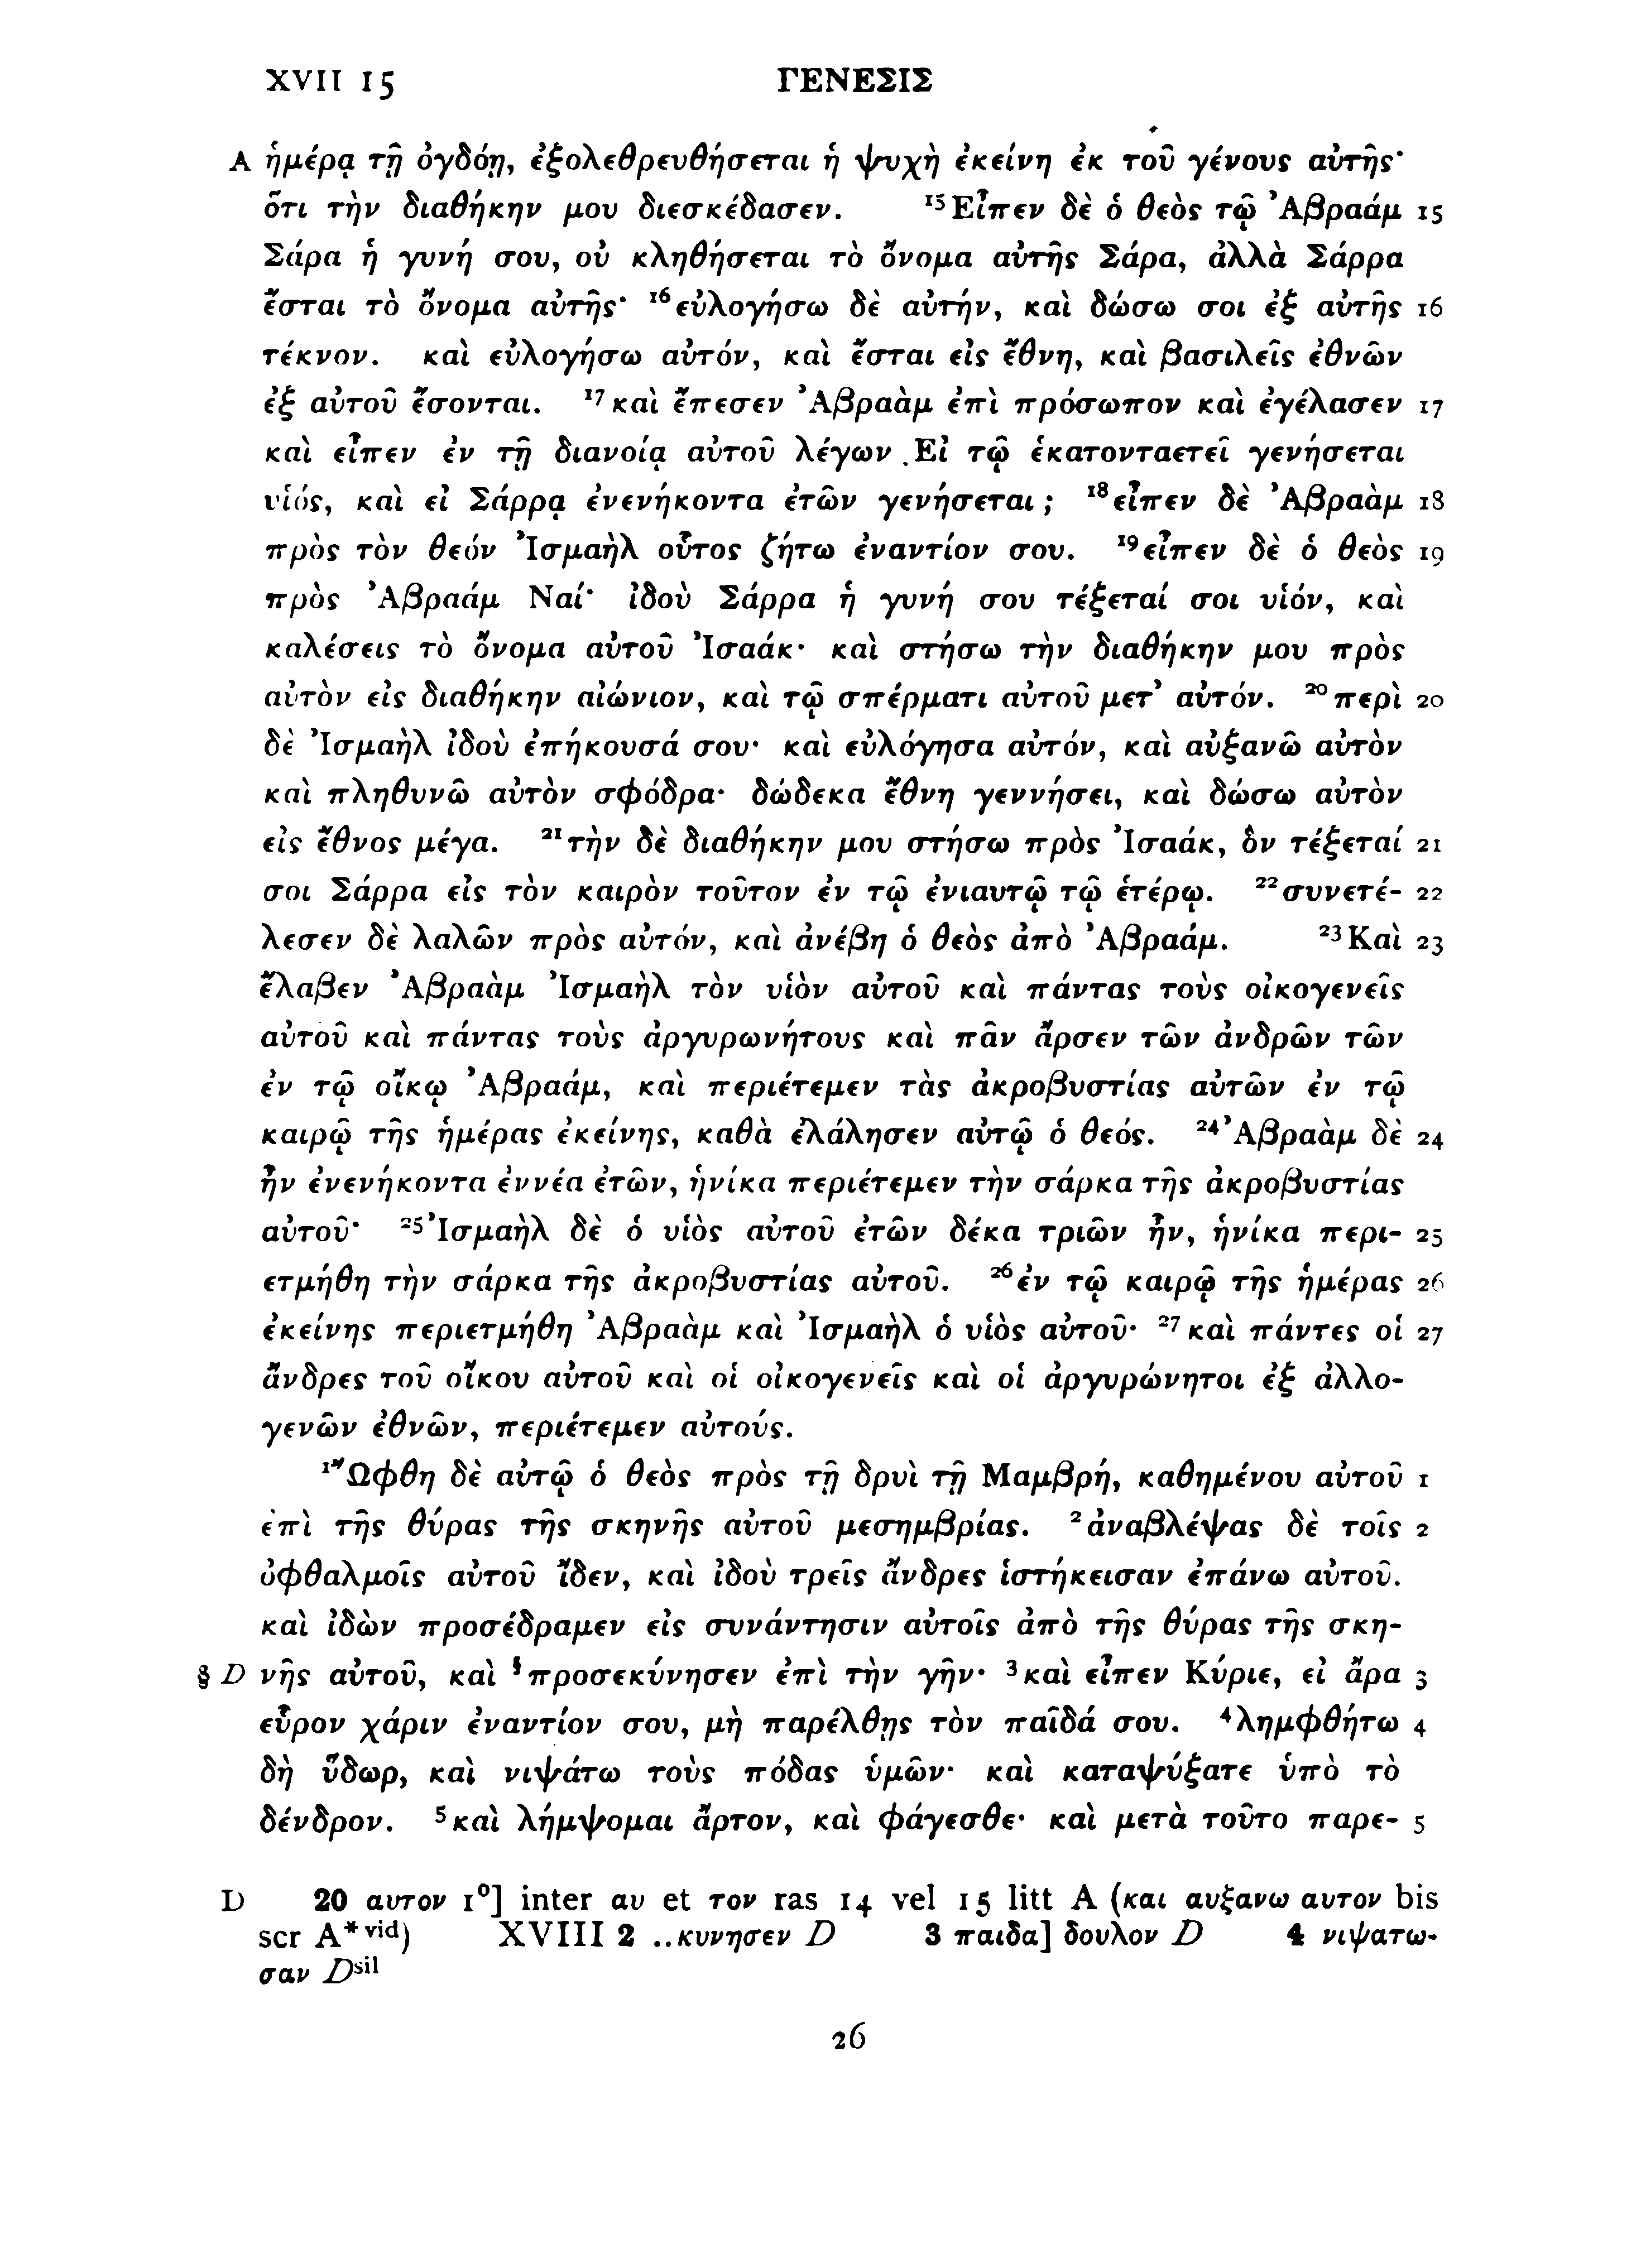 XVII 15 ΓΕΝΕΣΙΣ
A ἡμέρᾳ τῇ ὀγδόῃ, ἐξολεθρευθήσεται ἡ ψυχὴ ἐκείνη ἐκ τοῦ γένους αὐτῆς·
ὅτι τὴν διαθήκην μου διεσκέδασεν. ¹⁵Εἶπεν δὲ ὁ θεὸς τῷ Ἀβραάμ 15
Σάρα ἡ γυνή σου, οὐ κληθήσεται τὸ ὄνομα αὐτῆς Σάρα, ἀλλὰ Σάρρα
ἔσται τὸ ὄνομα αὐτῆς· ¹⁶εὐλογήσω δὲ αὐτήν, καὶ δώσω σοι ἐξ αὐτῆς 16
τέκνον. καὶ εὐλογήσω αὐτόν, καὶ ἔσται εἰς ἔθνη, καὶ βασιλεῖς ἐθνῶν
ἐξ αὐτοῦ ἔσονται. ¹⁷καὶ ἔπεσεν Ἀβραὰμ ἐπὶ πρόσωπον καὶ ἐγέλασεν 17
καὶ εἶπεν ἐν τῇ διανοίᾳ αὐτοῦ λέγων Εἰ τῷ ἑκατονταετεῖ γενήσεται
υἱός, καὶ εἰ Σάρρᾳ ἐνενήκοντα ἐτῶν γενήσεται; ¹⁸εἶπεν δὲ Ἀβραὰμ 18
πρὸς τὸν θεόν Ἰσμαὴλ οὗτος ζήτω ἐναντίον σου. ¹⁹εἶπεν δὲ ὁ θεὸς 19
πρὸς Ἀβραάμ Ναί· ἰδοὺ Σάρρα ἡ γυνή σου τέξεταί σοι υἱόν, καὶ
καλέσεις τὸ ὄνομα αὐτοῦ Ἰσαάκ· καὶ στήσω τὴν διαθήκην μου πρὸς
αὐτὸν εἰς διαθήκην αἰώνιον, καὶ τῷ σπέρματι αὐτοῦ μετ' αὐτόν. ²⁰περὶ 20
δὲ Ἰσμαὴλ ἰδοὺ ἐπήκουσά σου· καὶ εὐλόγησα αὐτόν, καὶ αὐξανῶ αὐτὸν
καὶ πληθυνῶ αὐτὸν σφόδρα· δώδεκα ἔθνη γεννήσει, καὶ δώσω αὐτὸν
εἰς ἔθνος μέγα. ²¹τὴν δὲ διαθήκην μου στήσω πρὸς Ἰσαάκ, ὃν τέξεταί 21
σοι Σάρρα εἰς τὸν καιρὸν τοῦτον ἐν τῷ ἐνιαυτῷ τῷ ἑτέρῳ. ²²συνετέ- 22
λεσεν δὲ λαλῶν πρὸς αὐτόν, καὶ ἀνέβη ὁ θεὸς ἀπὸ Ἀβραάμ. ²³Καὶ 23
ἔλαβεν Ἀβραὰμ Ἰσμαὴλ τὸν υἱὸν αὐτοῦ καὶ πάντας τοὺς οἰκογενεῖς
αὐτοῦ καὶ πάντας τοὺς ἀργυρωνήτους καὶ πᾶν ἄρσεν τῶν ἀνδρῶν τῶν
ἐν τῷ οἴκῳ Ἀβραάμ, καὶ περιέτεμεν τὰς ἀκροβυστίας αὐτῶν ἐν τῷ
καιρῷ τῆς ἡμέρας ἐκείνης, καθὰ ἐλάλησεν αὐτῷ ὁ θεός. ²⁴Ἀβραὰμ δὲ 24
ἦν ἐνενήκοντα ἐννέα ἐτῶν, ἡνίκα περιέτεμεν τὴν σάρκα τῆς ἀκροβυστίας
αὐτοῦ· ²⁵Ἰσμαὴλ δὲ ὁ υἱὸς αὐτοῦ ἐτῶν δέκα τριῶν ἦν, ἡνίκα περι- 25
ετμήθη τὴν σάρκα τῆς ἀκροβυστίας αὐτοῦ. ²⁶ἐν τῷ καιρῷ τῆς ἡμέρας 26
ἐκείνης περιετμήθη Ἀβραὰμ καὶ Ἰσμαὴλ ὁ υἱὸς αὐτοῦ· ²⁷καὶ πάντες οἱ 27
ἄνδρες τοῦ οἴκου αὐτοῦ καὶ οἱ οἰκογενεῖς καὶ οἱ ἀργυρώνητοι ἐξ ἀλλο-
γενῶν ἐθνῶν, περιέτεμεν αὐτούς.
¹Ὤφθη δὲ αὐτῷ ὁ θεὸς πρὸς τῇ δρυὶ τῇ Μαμβρή, καθημένου αὐτοῦ 1
ἐπὶ τῆς θύρας τῆς σκηνῆς αὐτοῦ μεσημβρίας. ²ἀναβλέψας δὲ τοῖς 2
ὀφθαλμοῖς αὐτοῦ ἴδεν, καὶ ἰδοὺ τρεῖς ἄνδρες ἱστήκεισαν ἐπάνω αὐτοῦ.
καὶ ἰδὼν προσέδραμεν εἰς συνάντησιν αὐτοῖς ἀπὸ τῆς θύρας τῆς σκη-
§ D νῆς αὐτοῦ, καὶ §προσεκύνησεν ἐπὶ τὴν γῆν· ³καὶ εἶπεν Κύριε, εἰ ἄρα 3
εὗρον χάριν ἐναντίον σου, μὴ παρέλθῃς τὸν παῖδά σου. ⁴λημφθήτω 4
δὴ ὕδωρ, καὶ νιψάτω τοὺς πόδας ὑμῶν· καὶ καταψύξατε ὑπὸ τὸ
δένδρον. ⁵καὶ λήμψομαι ἄρτον, καὶ φάγεσθε· καὶ μετὰ τοῦτο παρε- 5
D 20 αυτον 1⁰] inter αυ et τον ras 14 vel 15 litt A (και αυξανω αυτον bis
scr A*ᵛⁱᵈ) XVIII 2 ..κυνησεν D 3 παιδα] δουλον D 4 νιψατω-
σαν Dˢⁱˡ
26